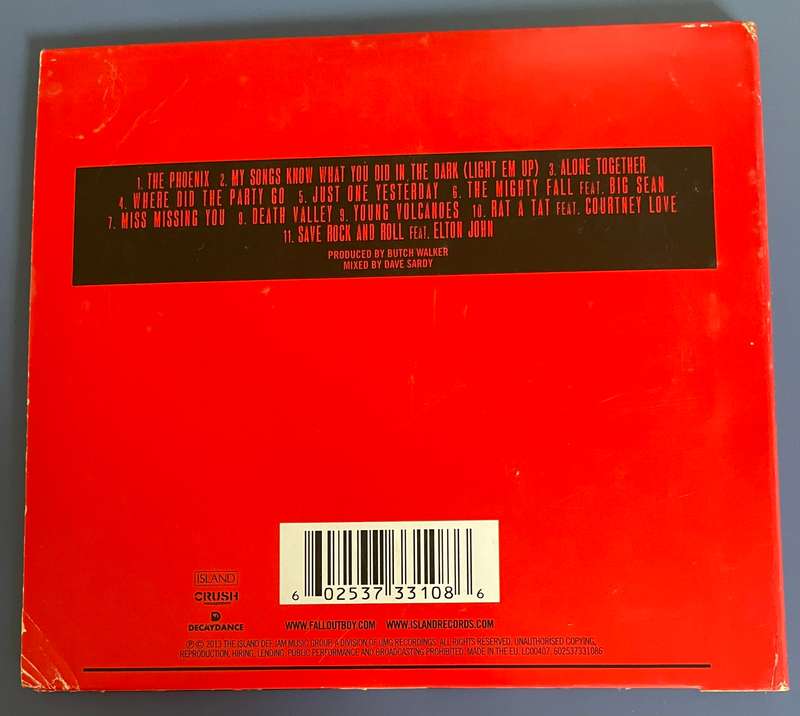 1. THE PHOENIX 2. MY SONGS KNOW WHAT YOU DID IN THE DARK (LIGHT EM UP) 3. ALONE TOGETHER
4. WHERE DID THE PARTY GO 5. JUST ONE YESTERDAY 6. THE MIGHTY FALL FEAT. BIG SEAN
7. MISS MISSING YOU 8. DEATH VALLEY 9. YOUNG VOLCANOES 10. RAT A TAT FEAT. COURTNEY LOVE
11. SAVE ROCK AND ROLL FEAT. ELTON JOHN
PRODUCED BY BUTCH WALKER
MIXED BY DAVE SARDY
6 02537 33108 6
ISLAND
CRUSH
DECAYDANCE
WWW.FALLOUTBOY.COM WWW.ISLANDRECORDS.COM
℗ © 2013 THE ISLAND DEF JAM MUSIC GROUP, A DIVISION OF UMG RECORDINGS. ALL RIGHTS RESERVED. UNAUTHORISED COPYING,
REPRODUCTION, HIRING, LENDING, PUBLIC PERFORMANCE AND BROADCASTING PROHIBITED. MADE IN THE EU. LC00407. 602537331086